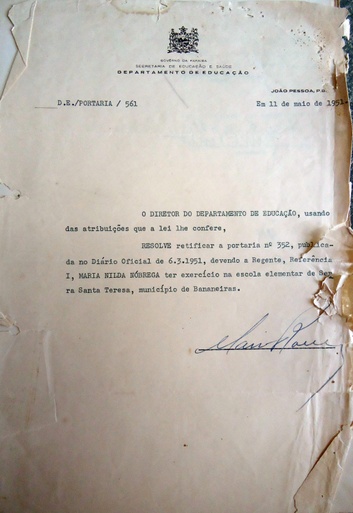 GOVÊRNO DA PARAÍBA
SECRETARIA DE EDUCAÇÃO E SAÚDE
DEPARTAMENTO DE EDUCAÇÃO
JOÃO PESSOA, P.B.
D.E./PORTARIA / 561
Em 11 de maio de 1951.
O DIRETOR DO DEPARTAMENTO DE EDUCAÇÃO, usando
das atribuições que a lei lhe confere,
RESOLVE retificar a portaria nº 352, publica-
da no Diário Oficial de 6.3.1951, devendo a Regente, Referência
I, MARIA NILDA NÓBREGA ter exercício na escola elementar de Ser
ra Santa Teresa, município de Bananeiras.